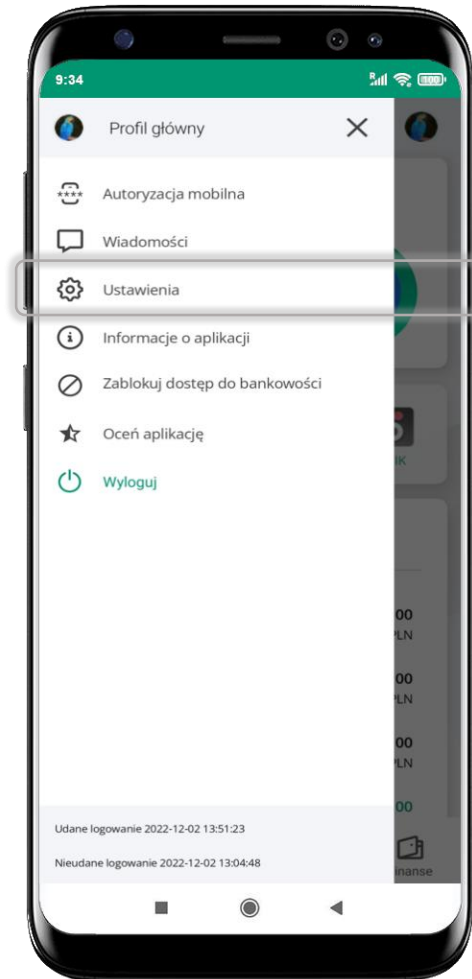 9:34
Profil główny
Autoryzacja mobilna
Wiadomości
Ustawienia
Informacje o aplikacji
Zablokuj dostęp do bankowości
Oceń aplikację
Wyloguj
IK
00
PLN
00
PLN
00
PLN
00
Udane logowanie 2022-12-02 13:51:23
Nieudane logowanie 2022-12-02 13:04:48
inanse